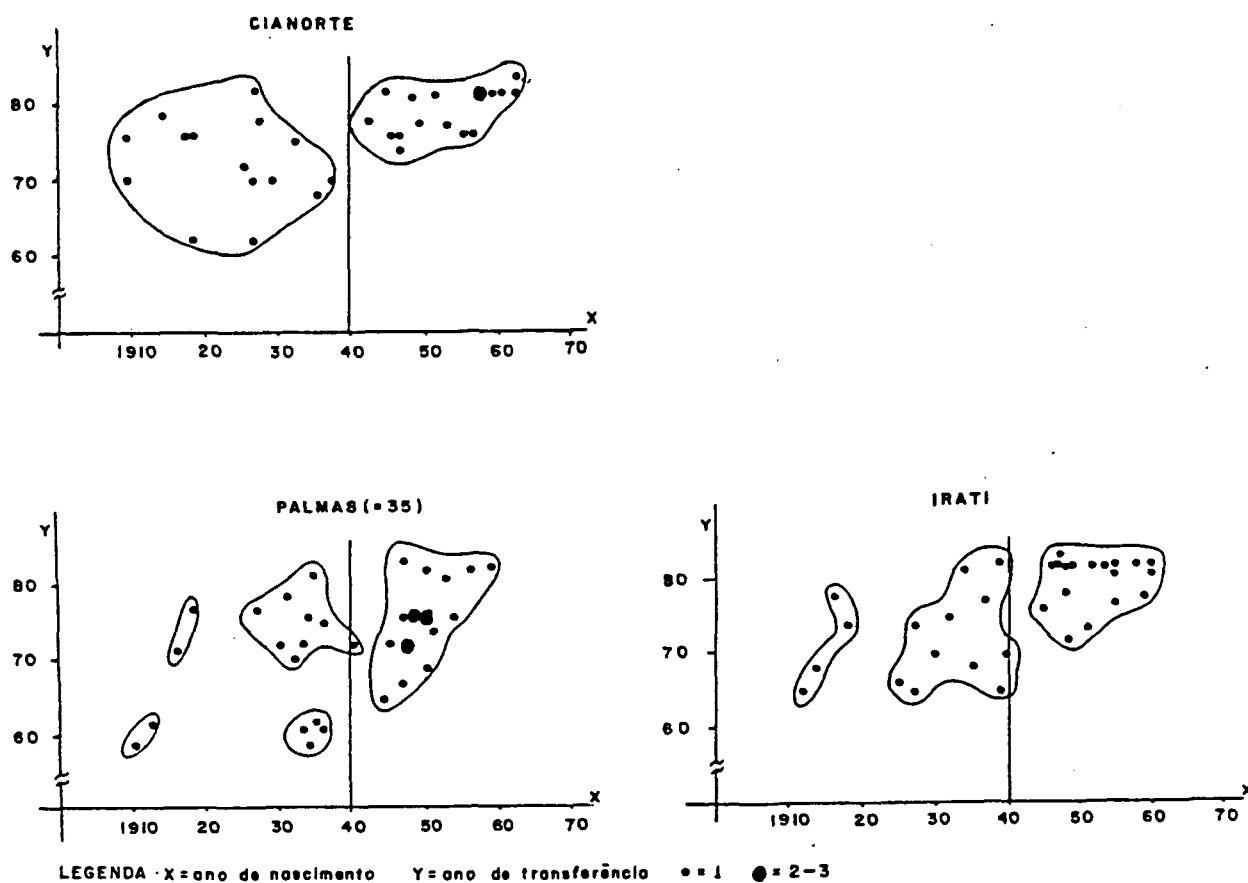 CIANORTE
Y
80
70
60
X
1910 20 30 40 50 60 70
PALMAS (= 35)
Y
80
70
60
X
1910 20 30 40 50 60 70
IRATI
Y
80
70
60
X
1910 20 30 40 50 60 70
LEGENDA · X = ano de nascimento Y = ano de transferência • = 1 ● = 2-3